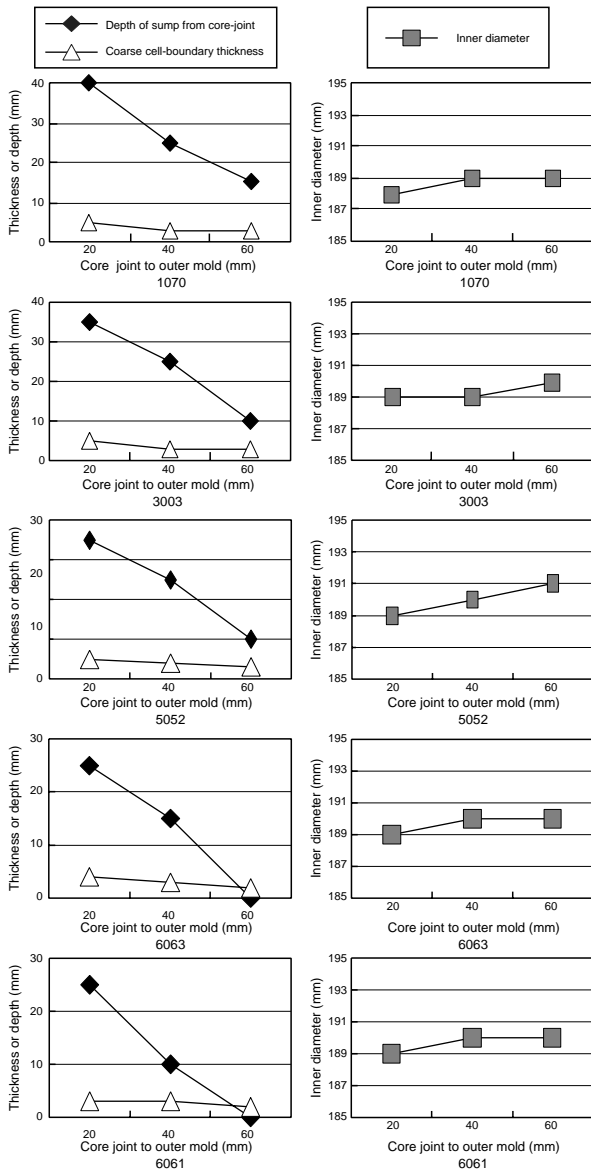 Depth of sump from core-joint
Coarse cell-boundary thickness
Inner diameter
Thickness or depth (mm)
40
30
20
10
0
20 40 60
Core joint to outer mold (mm)
1070
Inner diameter (mm)
195
193
191
189
187
185
20 40 60
Core joint to outer mold (mm)
1070
Thickness or depth (mm)
40
30
20
10
0
20 40 60
Core joint to outer mold (mm)
3003
Inner diameter (mm)
195
193
191
189
187
185
20 40 60
Core joint to outer mold (mm)
3003
Thickness or depth (mm)
30
20
10
0
20 40 60
Core joint to outer mold (mm)
5052
Inner diameter (mm)
195
193
191
189
187
185
20 40 60
Core joint to outer mold (mm)
5052
Thickness or depth (mm)
30
20
10
0
20 40 60
Core joint to outer mold (mm)
6063
Inner diameter (mm)
195
193
191
189
187
185
20 40 60
Core joint to outer mold (mm)
6063
Thickness or depth (mm)
30
20
10
0
20 40 60
Core joint to outer mold (mm)
6061
Inner diameter (mm)
195
193
191
189
187
185
20 40 60
Core joint to outer mold (mm)
6061